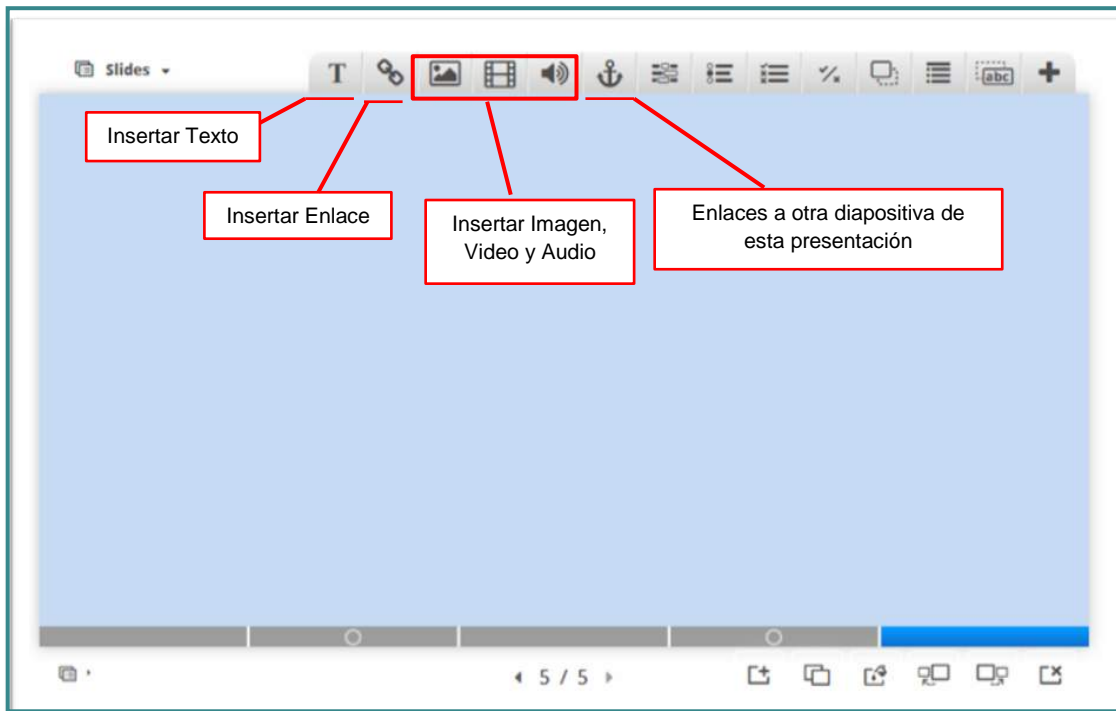 Slides
T
abc
Insertar Texto
Insertar Enlace
Insertar Imagen,
Video y Audio
Enlaces a otra diapositiva de
esta presentación
5 / 5